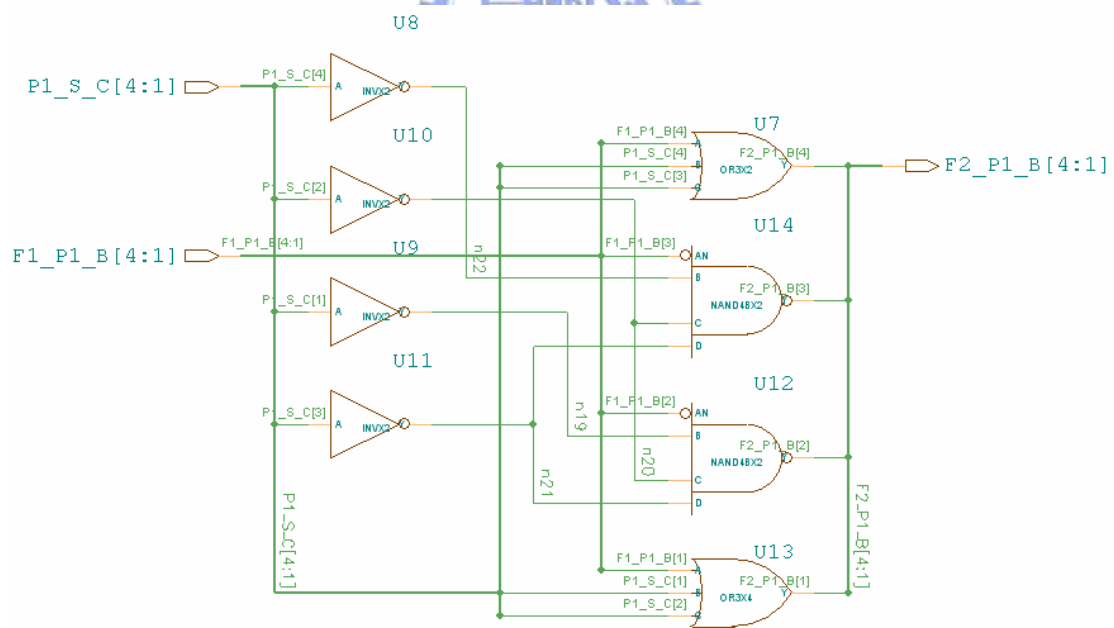 U8
P1_S_C[4:1]
P1_S_C[4]
A
INVX2
Y
U10
P1_S_C[2]
A
INVX2
Y
F1_P1_B[4:1]
F1_P1_B[4:1]
U9
P1_S_C[1]
A
INVX2
Y
U11
P1_S_C[3]
A
INVX2
Y
P1_S_C[4:1]
n22
n19
n20
n21
U7
F1_P1_B[4]
P1_S_C[4]
P1_S_C[3]
A
B
C
OR3X2
F2_P1_B[4]
Y
F2_P1_B[4:1]
U14
F1_P1_B[3]
AN
B
C
D
NAND4BX2
F2_P1_B[3]
Y
U12
F1_P1_B[2]
AN
B
C
D
NAND4BX2
F2_P1_B[2]
Y
F2_P1_B[4:1]
U13
F1_P1_B[1]
P1_S_C[1]
P1_S_C[2]
A
B
C
OR3X4
F2_P1_B[1]
Y